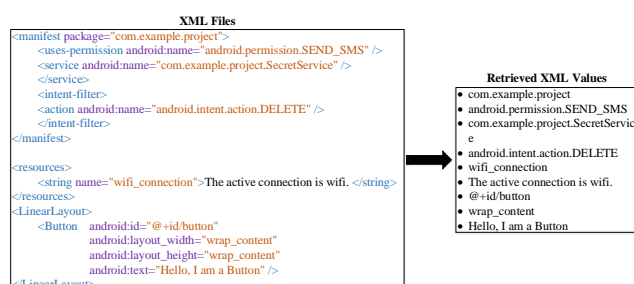 XML Files
<manifest package="com.example.project">
<uses-permission android:name="android.permission.SEND_SMS" />
<service android:name="com.example.project.SecretService" />
</service>
<intent-filter>
<action android:name="android.intent.action.DELETE" />
</intent-filter>
</manifest>
<resources>
<string name="wifi_connection">The active connection is wifi. </string>
</resources>
<LinearLayout>
<Button android:id="@+id/button"
android:layout_width="wrap_content"
android:layout_height="wrap_content"
android:text="Hello, I am a Button" />
</LinearLayout>
Retrieved XML Values
• com.example.project
• android.permission.SEND_SMS
• com.example.project.SecretServic
e
• android.intent.action.DELETE
• wifi_connection
• The active connection is wifi.
• @+id/button
• wrap_content
• Hello, I am a Button